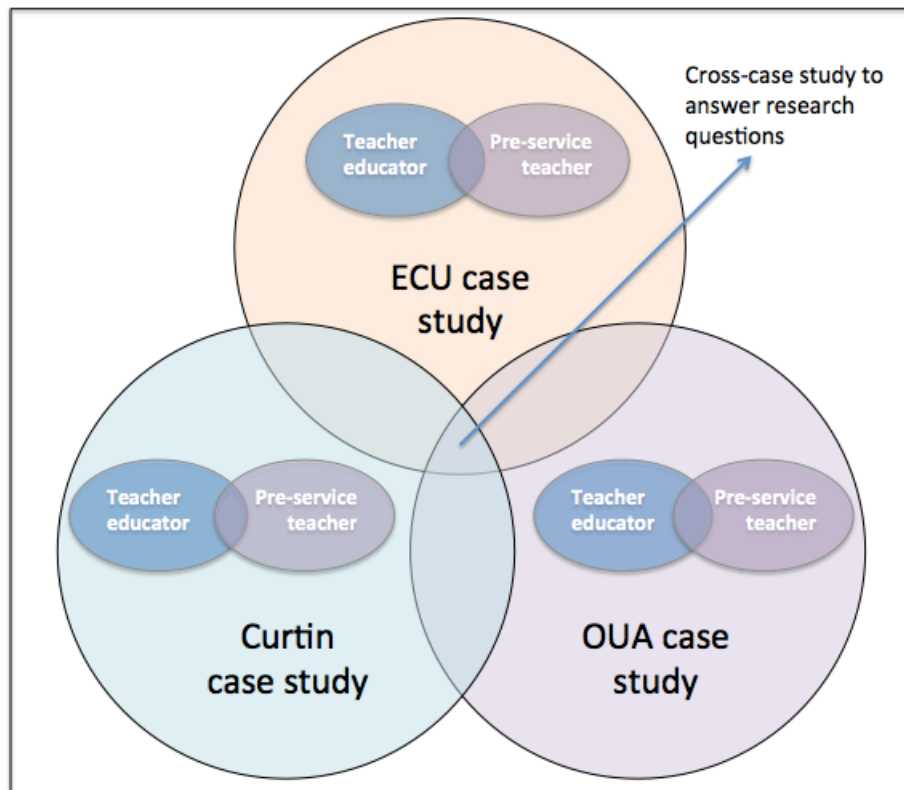 Cross-case study to
answer research
questions
Teacher
educator
Pre-service
teacher
ECU case
study
Teacher
educator
Pre-service
teacher
Curtin
case study
Teacher
educator
Pre-service
teacher
OUA case
study